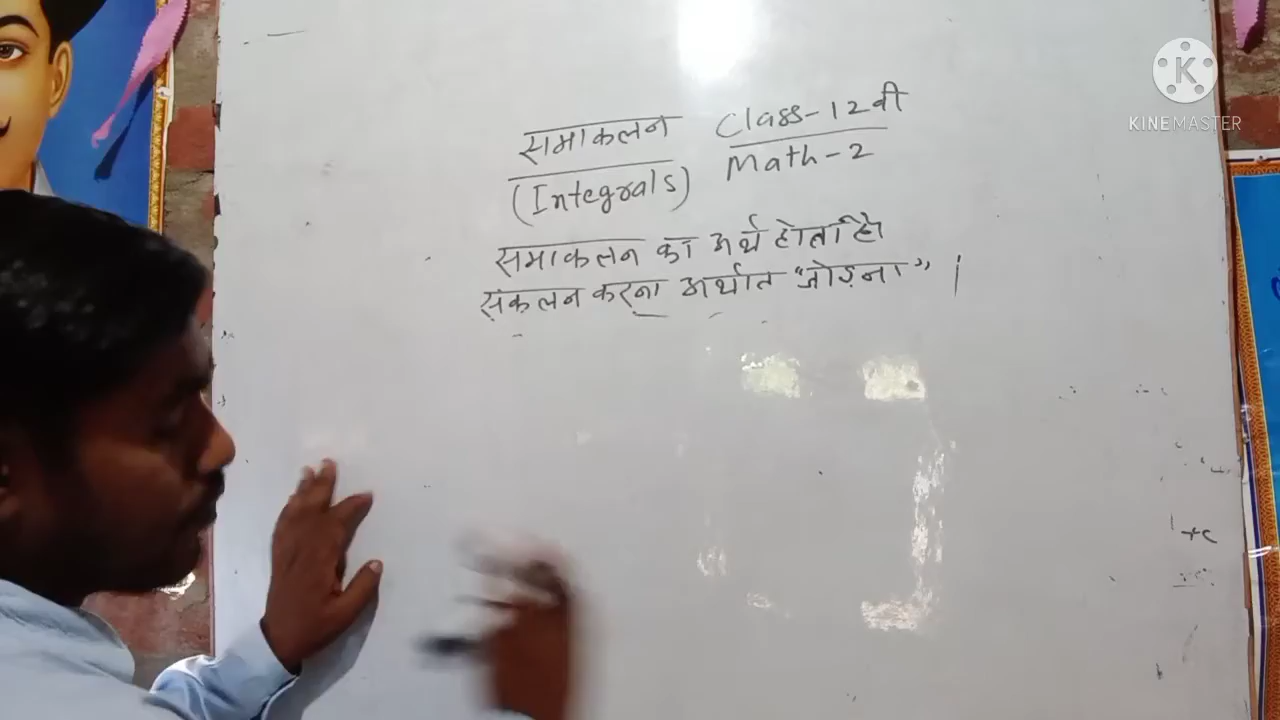 समाकलन
(Integrals)
Class-12वी
Math-2
समाकलन का अर्थ होता है
संकलन करना अर्थात "जोड़ना" |
+c
K
KINEMASTER